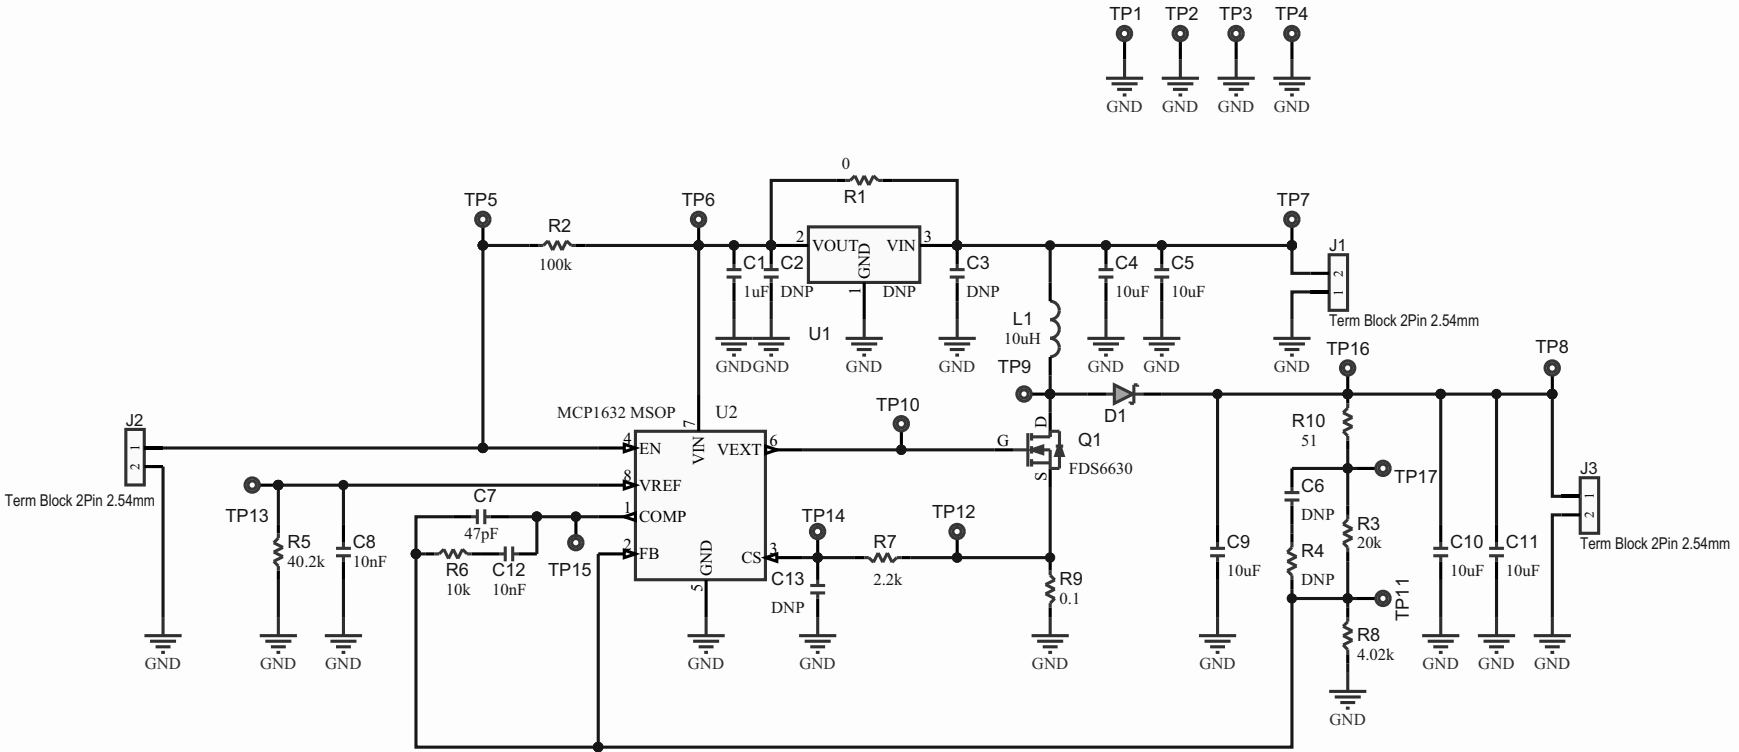 TP1 TP2 TP3 TP4
GND GND GND GND
0
R1
TP5 TP6 TP7
R2
100k
2 VOUT GND VIN 3
1
DNP
U1
C1
1uF
C2
DNP
C3
DNP
C4
10uF
C5
10uF
J1
2
1
Term Block 2Pin 2.54mm
GND GND GND GND GND GND GND
L1
10uH
TP9
D1
TP16
TP8
MCP1632 MSOP U2
7
VIN
4 EN
8 VREF
1 COMP
2 FB
VEXT 6
CS 3
GND
5
TP10
G
D
S
Q1
FDS6630
J2
1
2
Term Block 2Pin 2.54mm
TP13
R5
40.2k
C8
10nF
C7
47pF
R6
10k
C12
10nF
TP15
TP14
C13
DNP
R7
2.2k
TP12
R9
0.1
C9
10uF
R10
51
TP17
C6
DNP
R4
DNP
R3
20k
TP11
R8
4.02k
C10
10uF
C11
10uF
J3
1
2
Term Block 2Pin 2.54mm
GND GND GND GND GND GND GND GND GND GND
GND